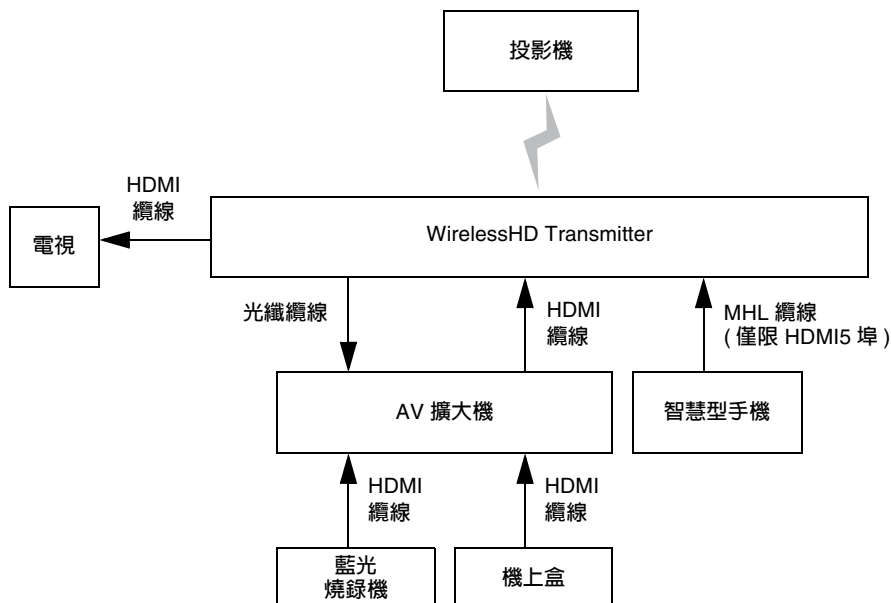 投影機
HDMI
纜線
電視
WirelessHD Transmitter
光纖纜線
HDMI
纜線
MHL 纜線
( 僅限 HDMI5 埠 )
AV 擴大機
智慧型手機
HDMI
纜線
HDMI
纜線
藍光
燒錄機
機上盒